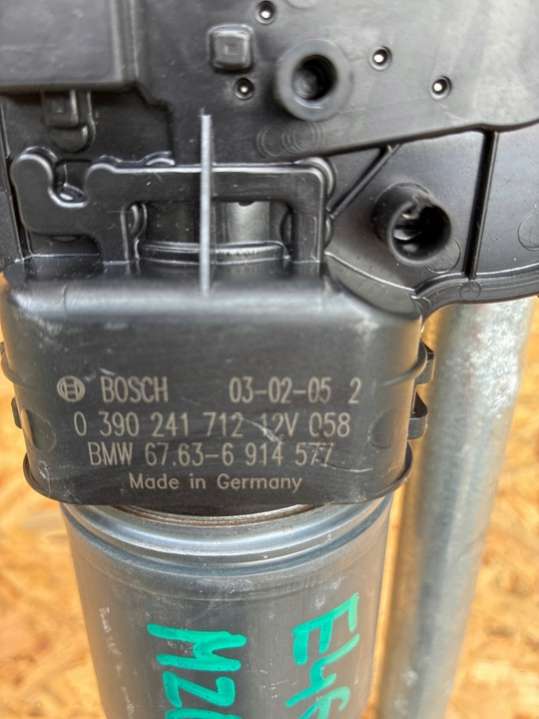 BOSCH 03-02-05 2
0 390 241 712 12V 058
BMW 67.63-6 914 577
Made in Germany
E46